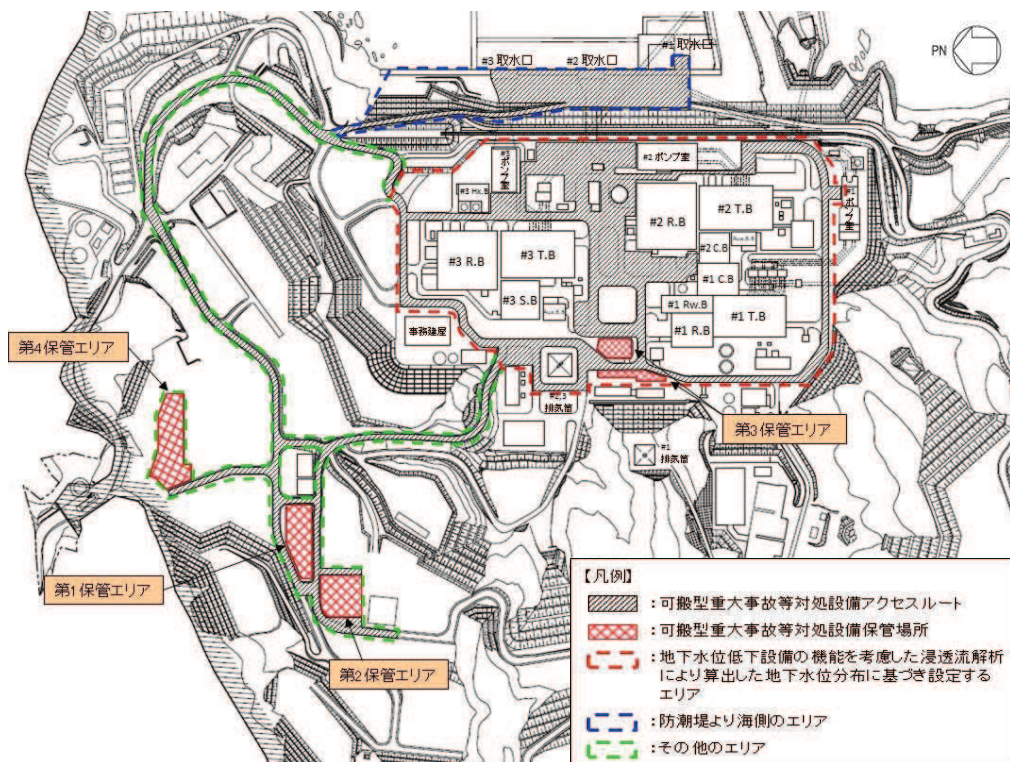 #1 取水口
#3 取水口
#2 取水口
PN
#3
ポンプ室
#2 ポンプ室
#1
ポンプ室
#3 Hx.B
#2 R.B
#2 T.B
#3 R.B
#3 T.B
#2 C.B
#1 C.B
#3 S.B
#1 Rw.B
#1 R.B
#1 T.B
事務建屋
第4保管エリア
#2,3
排気筒
第3保管エリア
#1
排気筒
第1保管エリア
第2保管エリア
【凡例】
：可搬型重大事故等対処設備アクセスルート
：可搬型重大事故等対処設備保管場所
：地下水位低下設備の機能を考慮した浸透流解析
により算出した地下水位分布に基づき設定する
エリア
：防潮堤より海側のエリア
：その他のエリア